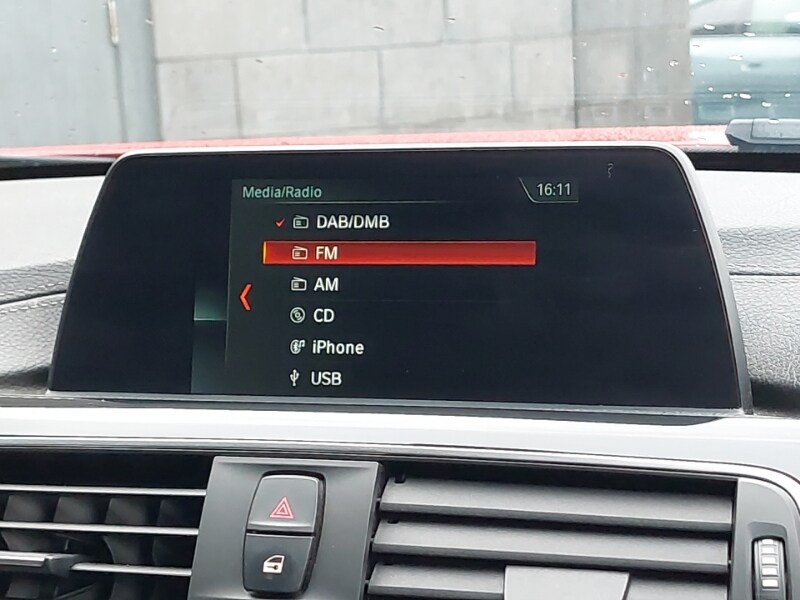 Media/Radio 16:11
DAB/DMB
FM
AM
CD
iPhone
USB